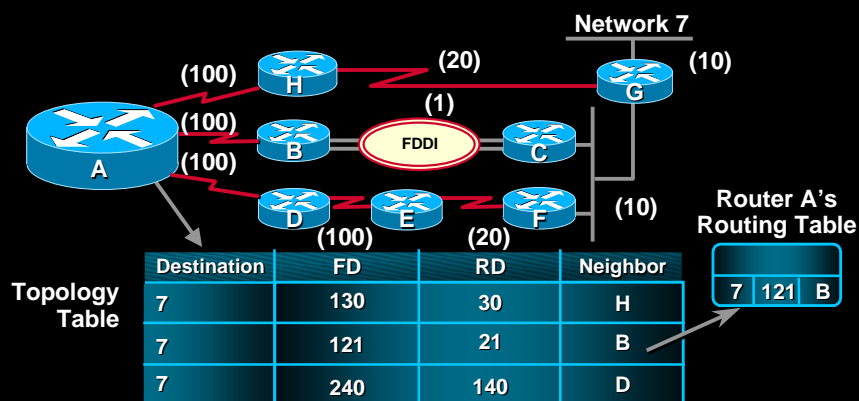 Network 7
(100)
(20)
(10)
H
G
(1)
(100)
B
FDDI
C
A
(100)
D
E
F
(10)
(100)
(20)
Router A's
Routing Table
7 121 B
Topology
Table
Destination FD RD Neighbor
7 130 30 H
7 121 21 B
7 240 140 D